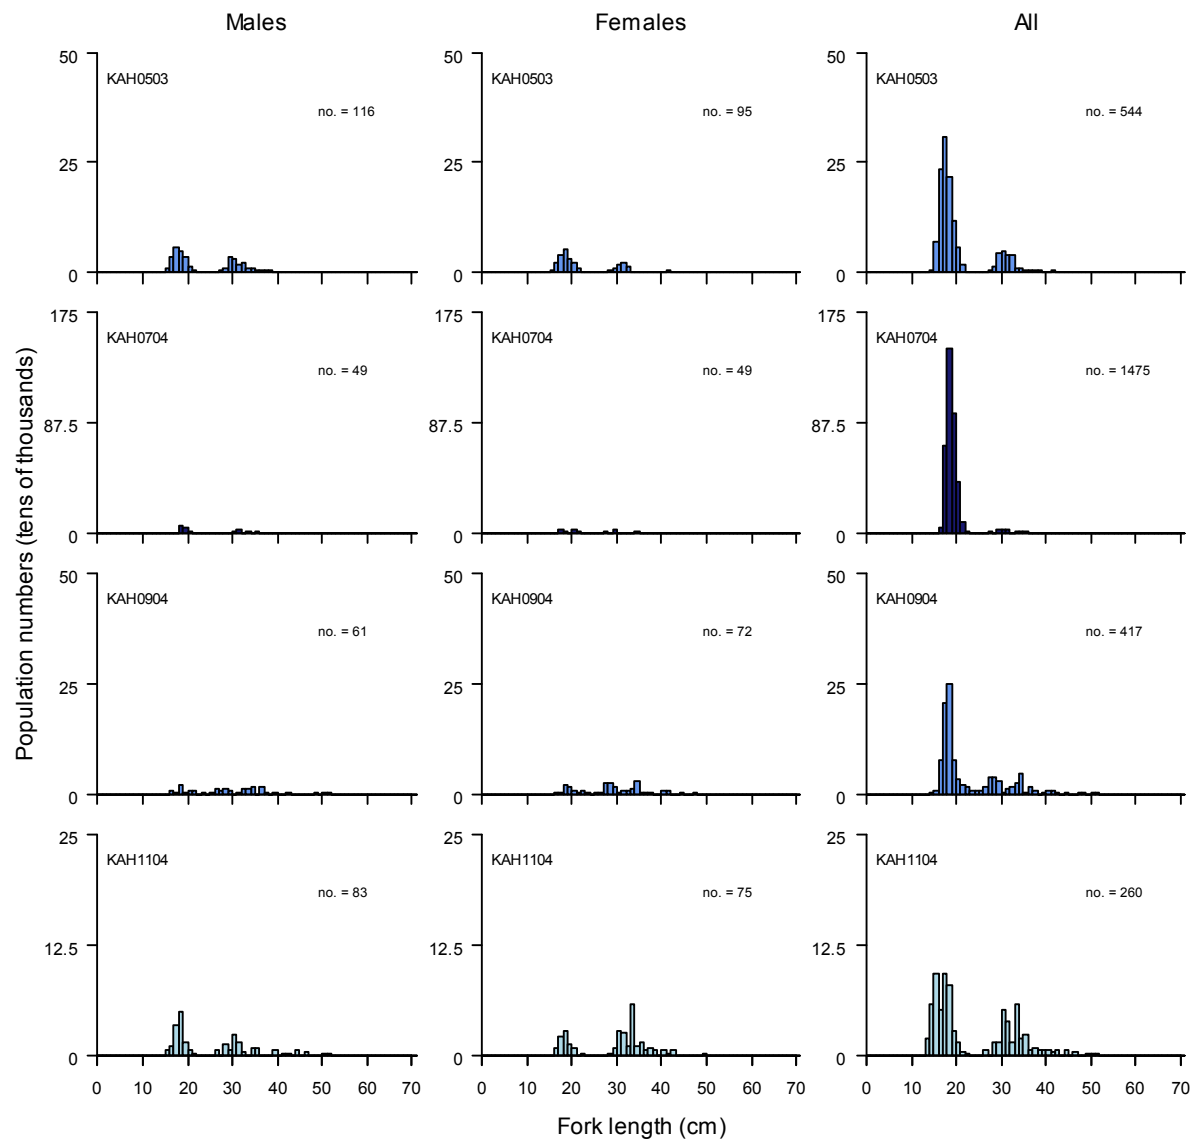 Males Females All
50 50 50
KAH0503 KAH0503 KAH0503
no. = 116 no. = 95 no. = 544
25 25 25
0 0 0
175 175 175
KAH0704 KAH0704 KAH0704
no. = 49 no. = 49 no. = 1475
87.5 87.5 87.5
0 0 0
Population numbers (tens of thousands)
50 50 50
KAH0904 KAH0904 KAH0904
no. = 61 no. = 72 no. = 417
25 25 25
0 0 0
25 25 25
KAH1104 KAH1104 KAH1104
no. = 83 no. = 75 no. = 260
12.5 12.5 12.5
0 0 0
0 10 20 30 40 50 60 70 0 10 20 30 40 50 60 70 0 10 20 30 40 50 60 70
Fork length (cm)